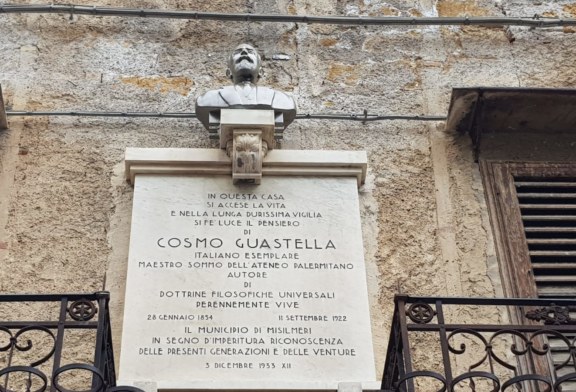 IN QUESTA CASA
SI ACCESE LA VITA
E NELLA LUNGA DURISSIMA VIGILIA
SI FE LUCE IL PENSIERO
DI
COSMO GUASTELLA
ITALIANO ESEMPLARE
MAESTRO SOMMO DELL'ATENEO PALERMITANO
AUTORE
DI
DOTTRINE FILOSOFICHE UNIVERSALI
PERENNEMENTE VIVE
28 GENNAIO 1854 11 SETTEMBRE 1922
IL MUNICIPIO DI MISILMERI
IN SEGNO D'IMPERITURA RICONOSCENZA
DELLE PRESENTI GENERAZIONI E DELLE VENTURE
3 DICEMBRE 1933 XII